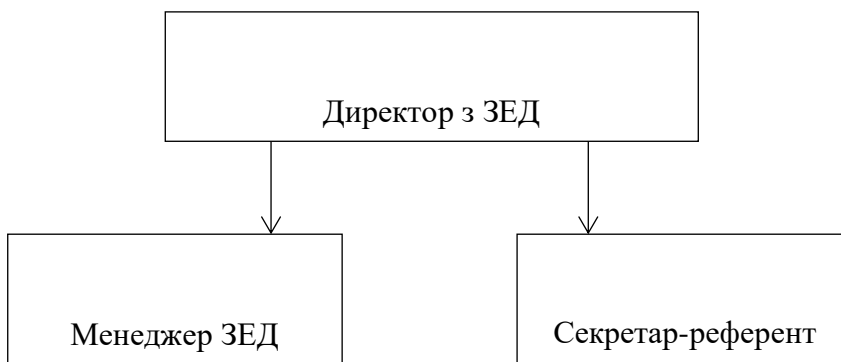 Директор з ЗЕД
Менеджер ЗЕД
Секретар-референт